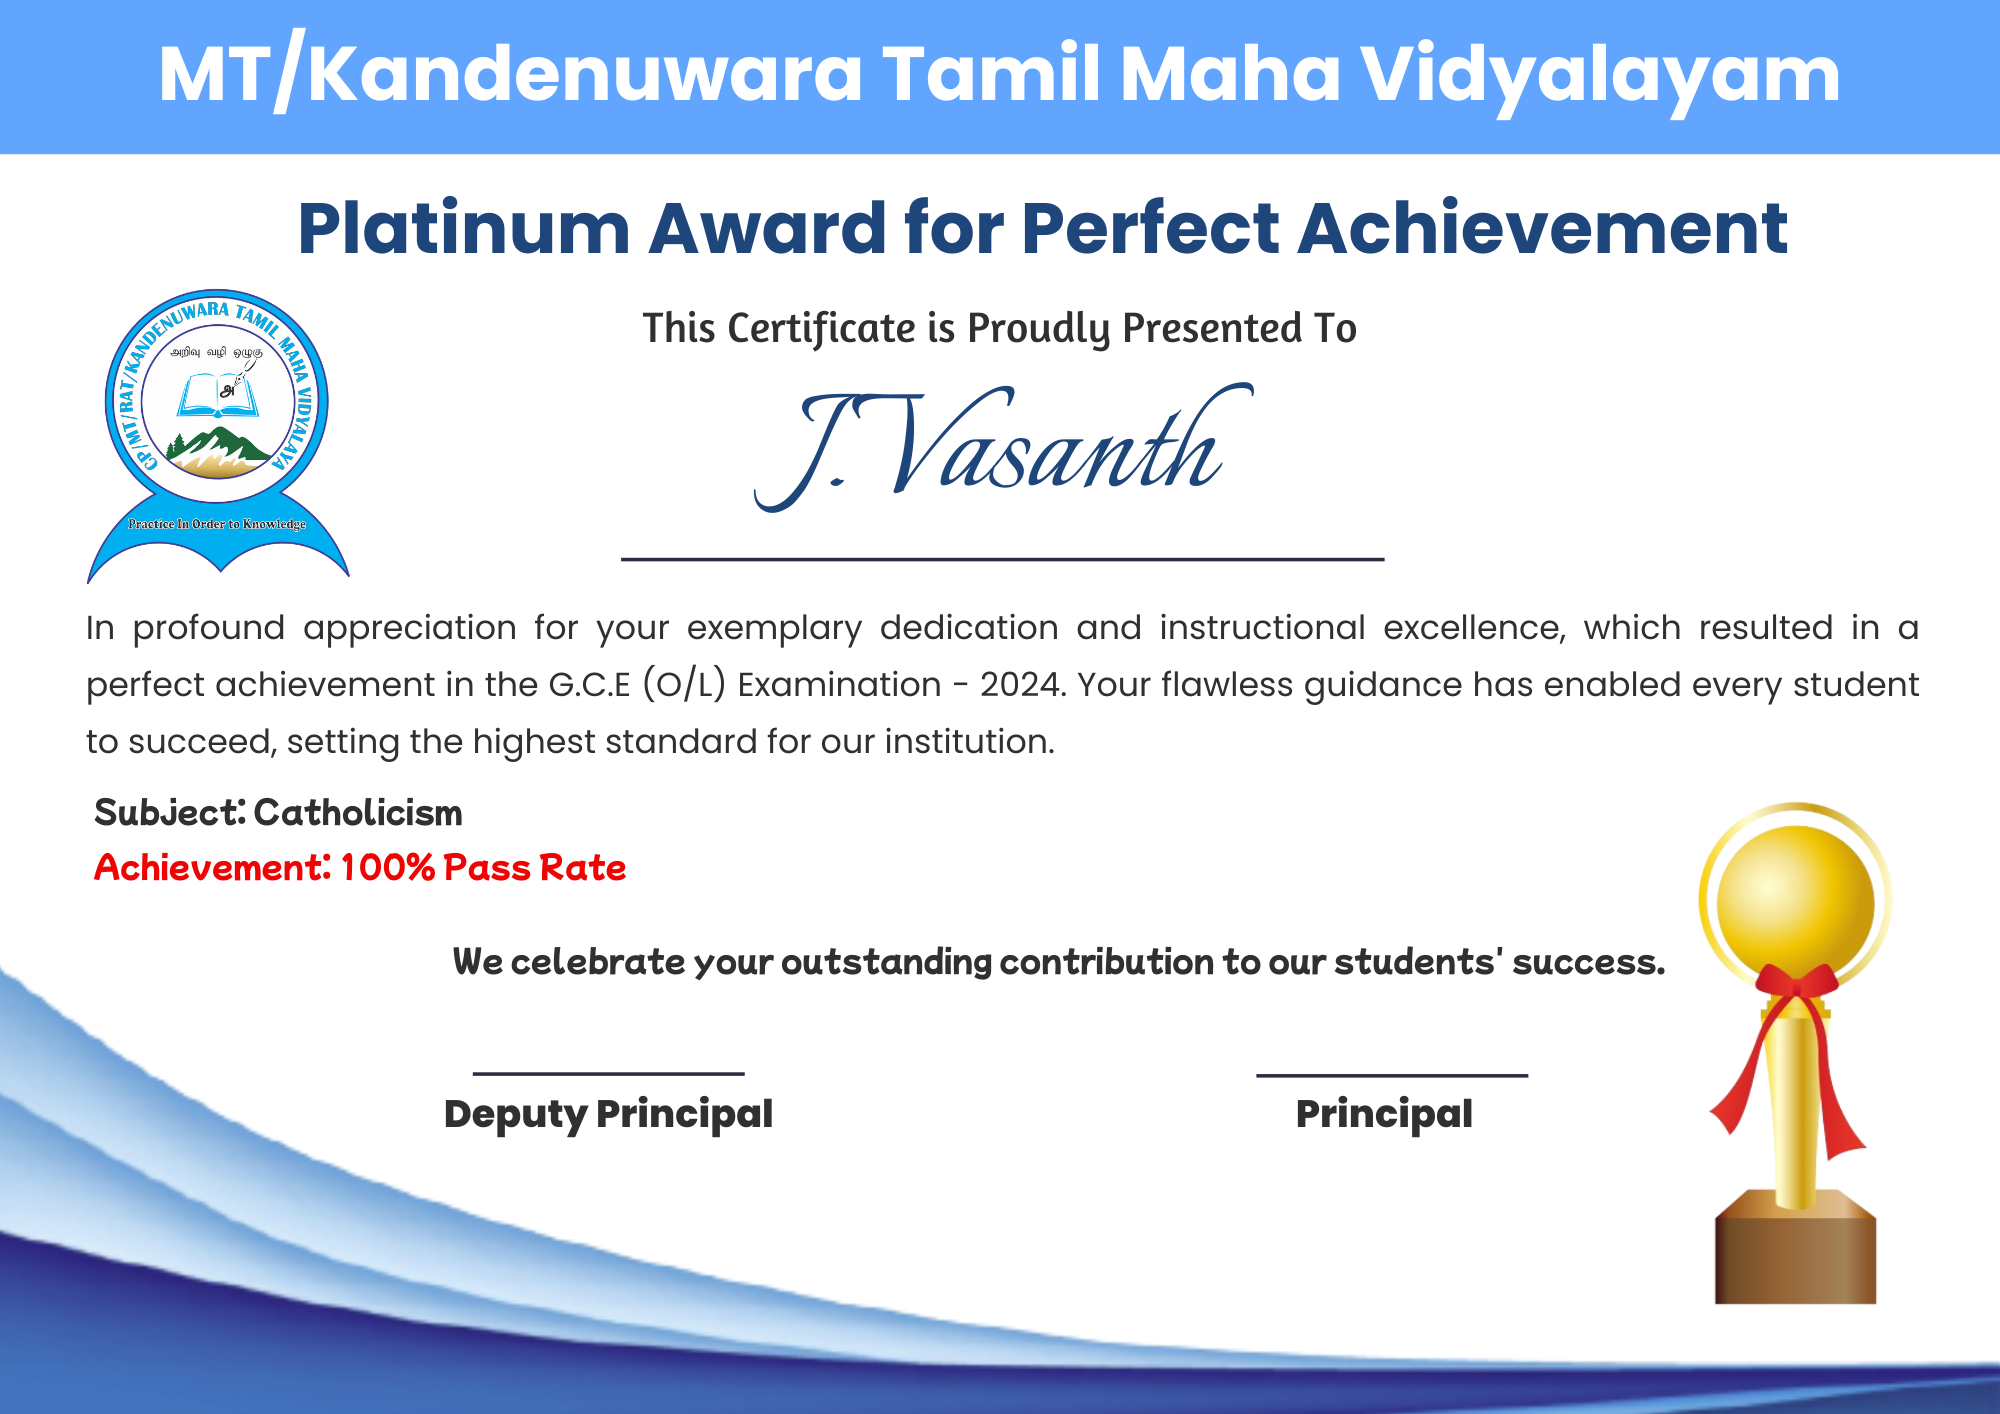 MT/Kandenuwara Tamil Maha Vidyalayam
Platinum Award for Perfect Achievement
This Certificate is Proudly Presented To
J.Vasanth
CP/MT/RAT/KANDENUWARA TAMIL MAHA VIDYALAYA
அறிவு வழி ஒழுகு
அ
Practice In Order to Knowledge
In profound appreciation for your exemplary dedication and instructional excellence, which resulted in a
perfect achievement in the G.C.E (O/L) Examination - 2024. Your flawless guidance has enabled every student
to succeed, setting the highest standard for our institution.
Subject: Catholicism
Achievement: 100% Pass Rate
We celebrate your outstanding contribution to our students' success.
Deputy Principal
Principal